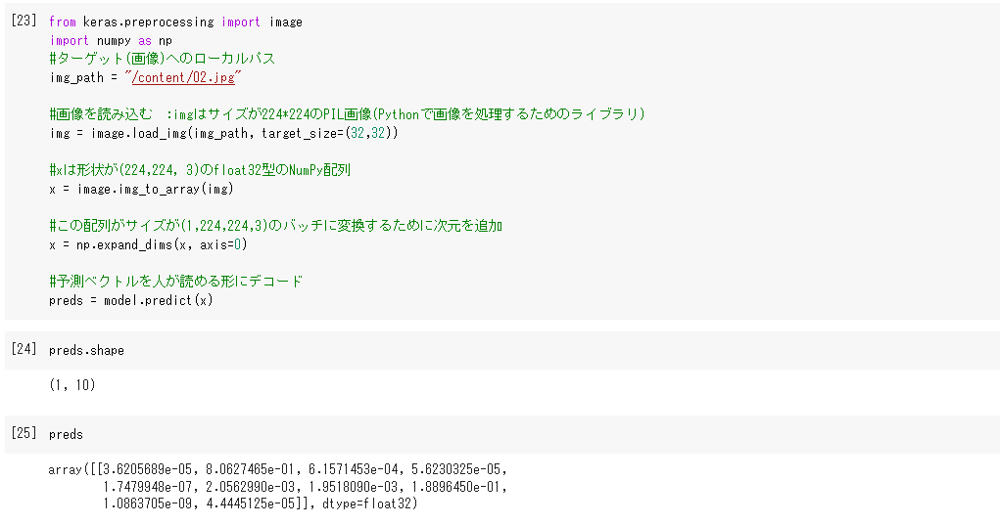 [23] from keras.preprocessing import image
import numpy as np
#ターゲット(画像)へのローカルパス
img_path = "/content/02.jpg"
#画像を読み込む　:imgはサイズが224*224のPIL画像(Pythonで画像を処理するためのライブラリ)
img = image.load_img(img_path, target_size=(32,32))
#xは形状が(224,224, 3)のfloat32型のNumPy配列
x = image.img_to_array(img)
#この配列がサイズが(1,224,224,3)のバッチに変換するために次元を追加
x = np.expand_dims(x, axis=0)
#予測ベクトルを人が読める形にデコード
preds = model.predict(x)
[24] preds.shape
(1, 10)
[25] preds
array([[3.6205689e-05, 8.0627465e-01, 6.1571453e-04, 5.6230325e-05,
1.7479948e-07, 2.0562990e-03, 1.9518090e-03, 1.8896450e-01,
1.0863705e-09, 4.4445125e-05]], dtype=float32)